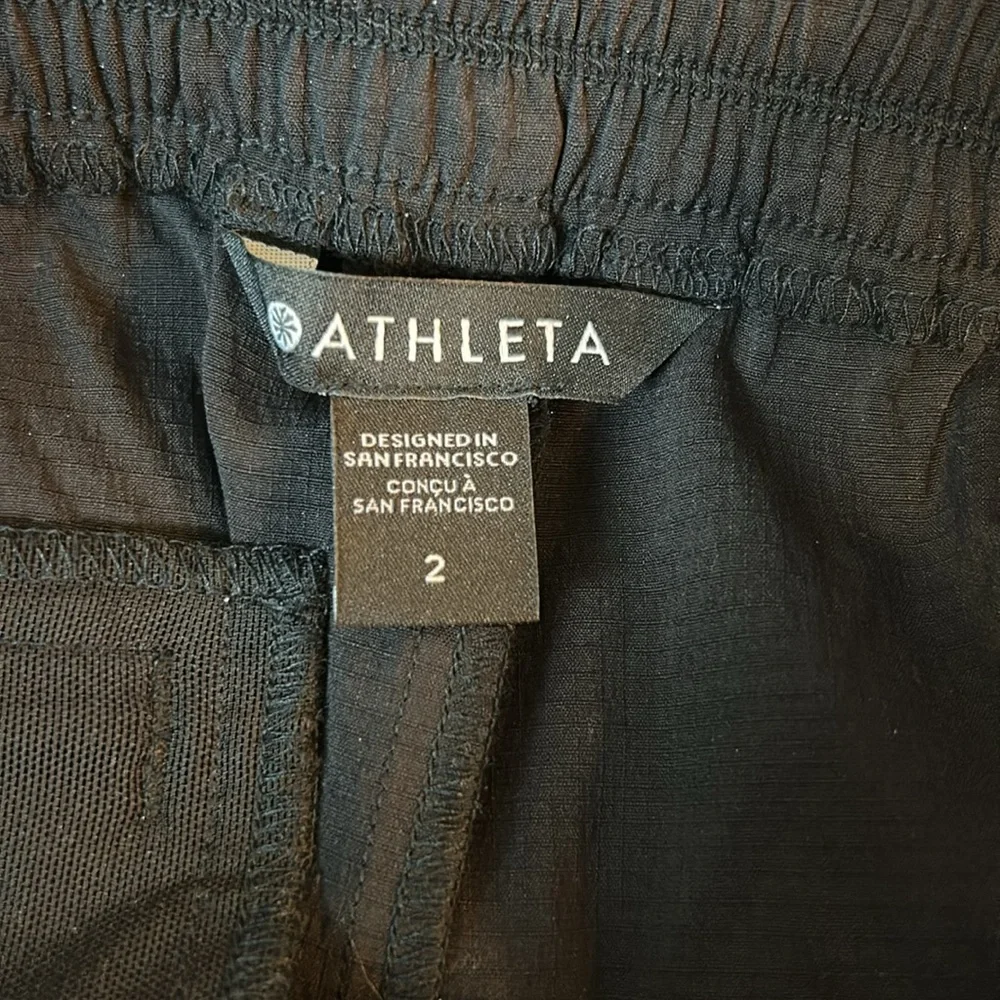 ATHLETA
DESIGNED IN
SAN FRANCISCO
CONÇU À
SAN FRANCISCO
2